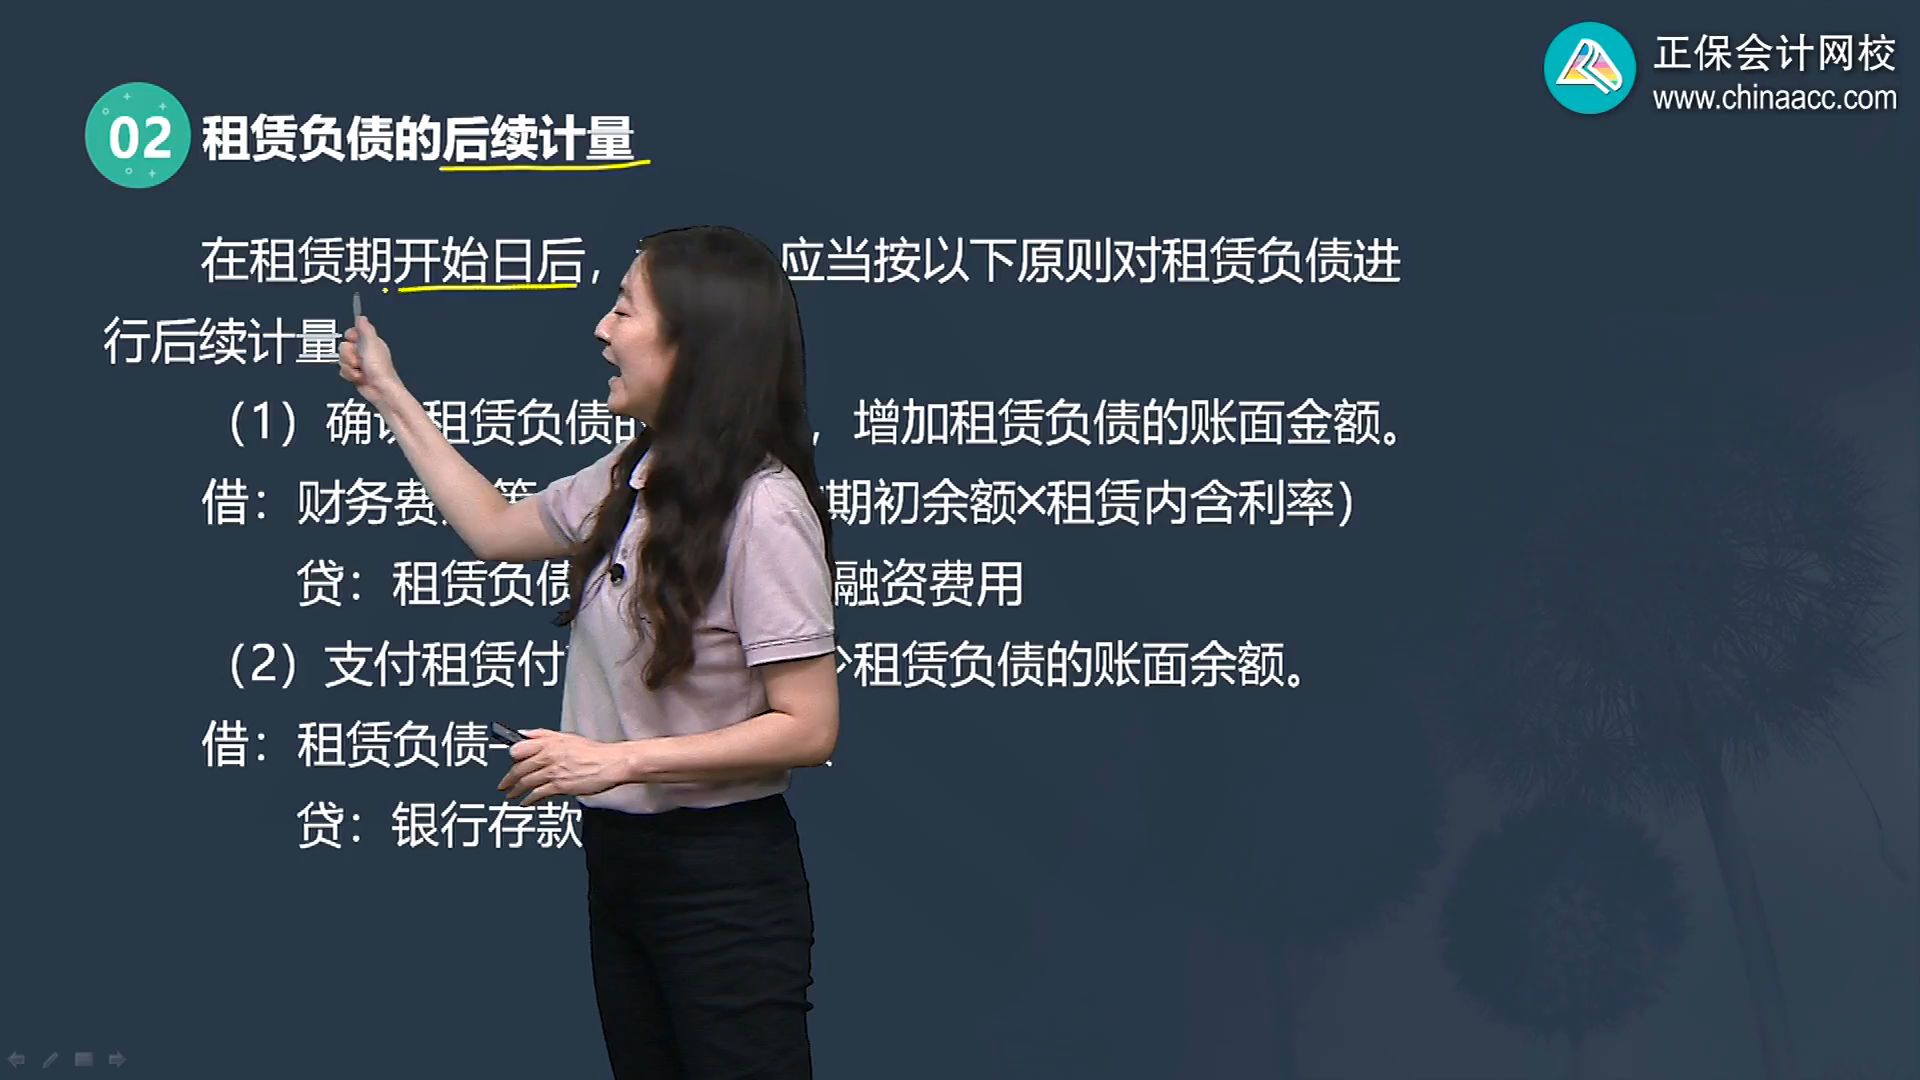 正保会计网校
www.chinaacc.com
02 租赁负债的后续计量
在租赁期开始日后， 应当按以下原则对租赁负债进
行后续计量
（1）确 租赁负债 ，增加租赁负债的账面金额。
借：财务费 期初余额×租赁内含利率）
贷：租赁负债 融资费用
（2）支付租赁付 租赁负债的账面余额。
借：租赁负债
贷：银行存款